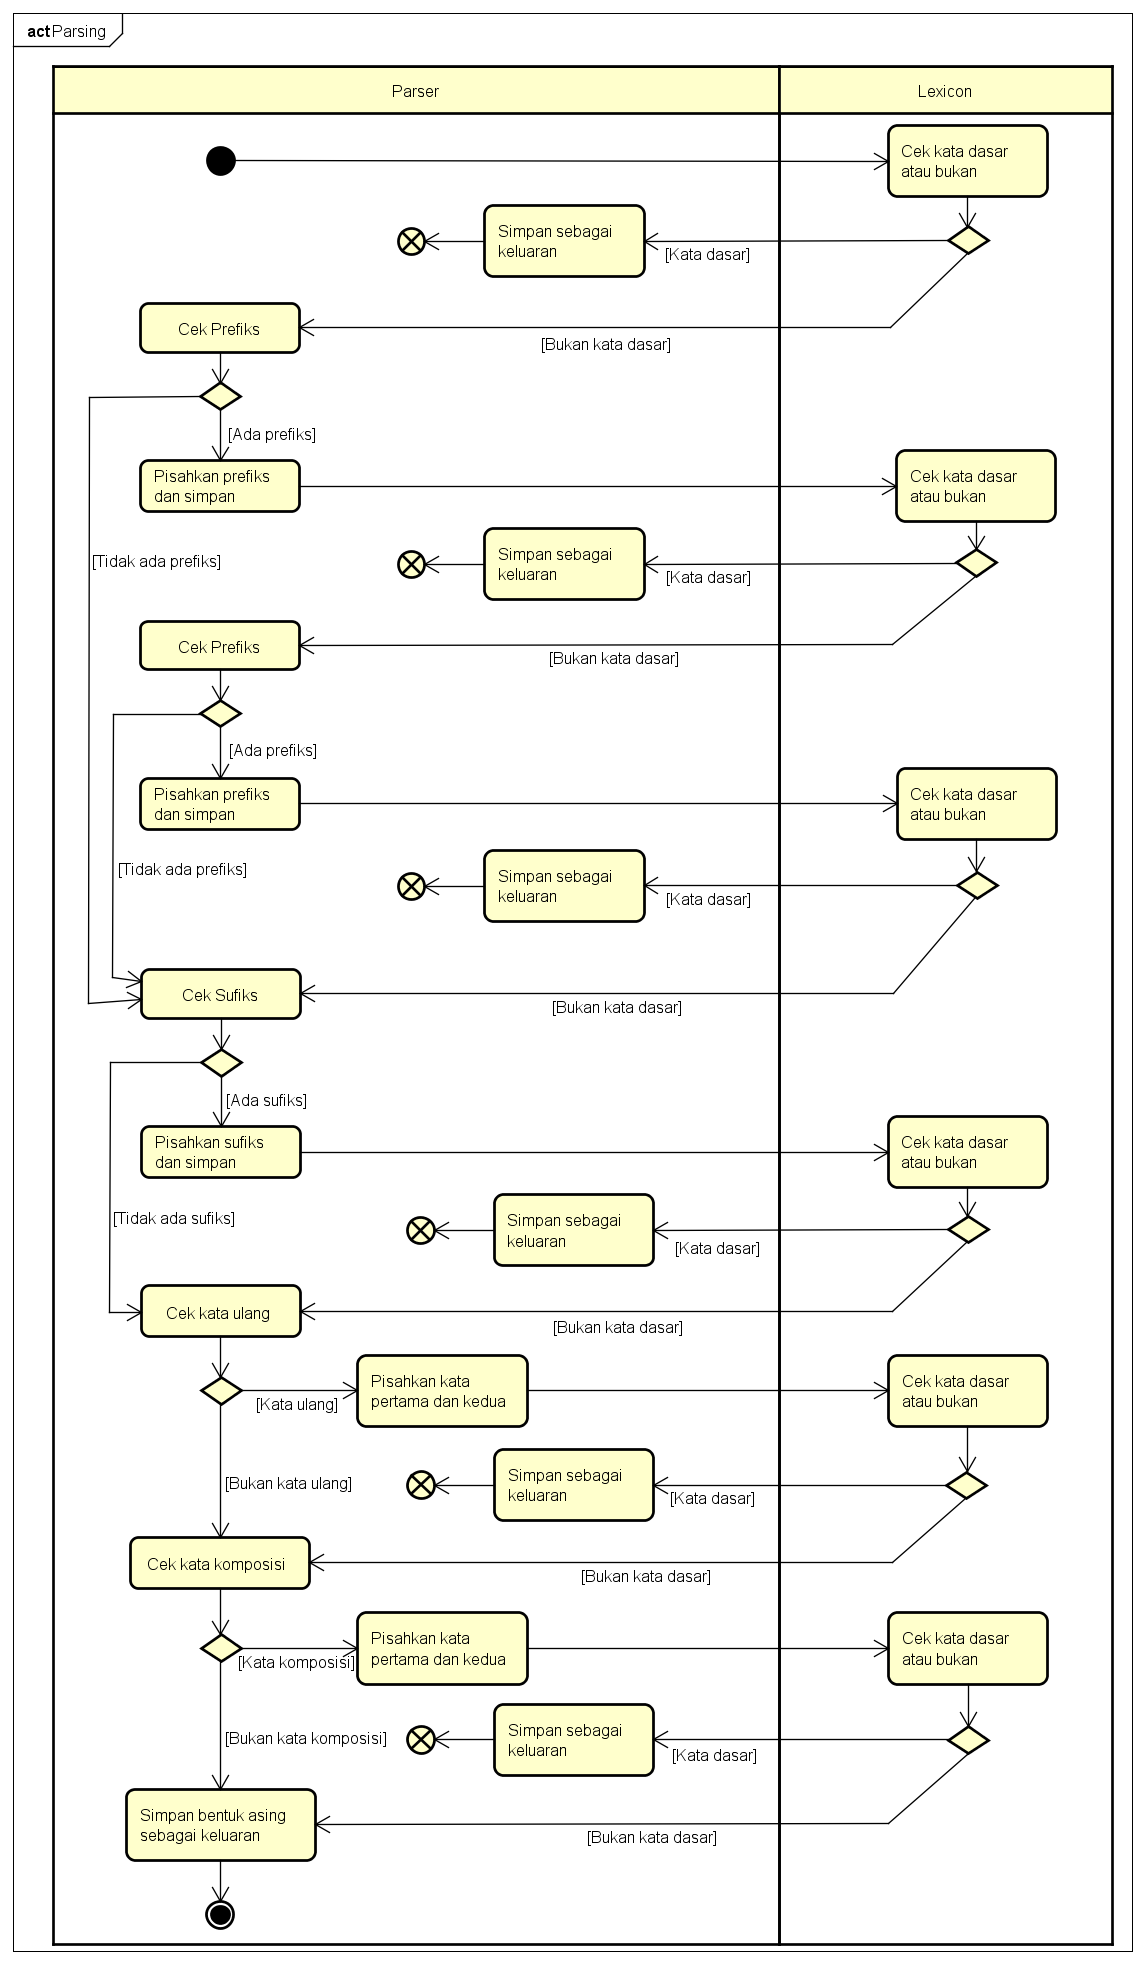 act Parsing
Parser
Lexicon
Cek kata dasar
atau bukan
Simpan sebagai
keluaran
[Kata dasar]
Cek Prefiks
[Bukan kata dasar]
[Ada prefiks]
Pisahkan prefiks
dan simpan
Cek kata dasar
atau bukan
[Tidak ada prefiks]
Simpan sebagai
keluaran
[Kata dasar]
Cek Prefiks
[Bukan kata dasar]
[Ada prefiks]
Pisahkan prefiks
dan simpan
Cek kata dasar
atau bukan
[Tidak ada prefiks]
Simpan sebagai
keluaran
[Kata dasar]
Cek Sufiks
[Bukan kata dasar]
[Ada sufiks]
Pisahkan sufiks
dan simpan
Cek kata dasar
atau bukan
[Tidak ada sufiks]
Simpan sebagai
keluaran
[Kata dasar]
Cek kata ulang
[Bukan kata dasar]
[Kata ulang]
Pisahkan kata
pertama dan kedua
Cek kata dasar
atau bukan
[Bukan kata ulang]
Simpan sebagai
keluaran
[Kata dasar]
Cek kata komposisi
[Bukan kata dasar]
[Kata komposisi]
Pisahkan kata
pertama dan kedua
Cek kata dasar
atau bukan
[Bukan kata komposisi]
Simpan sebagai
keluaran
[Kata dasar]
Simpan bentuk asing
sebagai keluaran
[Bukan kata dasar]